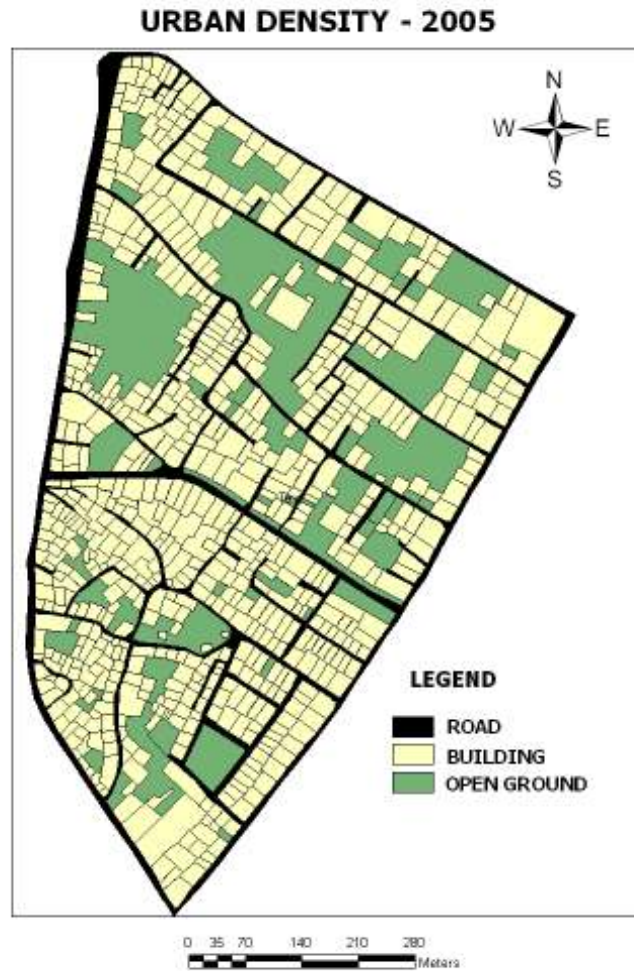 URBAN DENSITY - 2005
N
W E
S
LEGEND
ROAD
BUILDING
OPEN GROUND
0 35 70 140 210 280
Meters